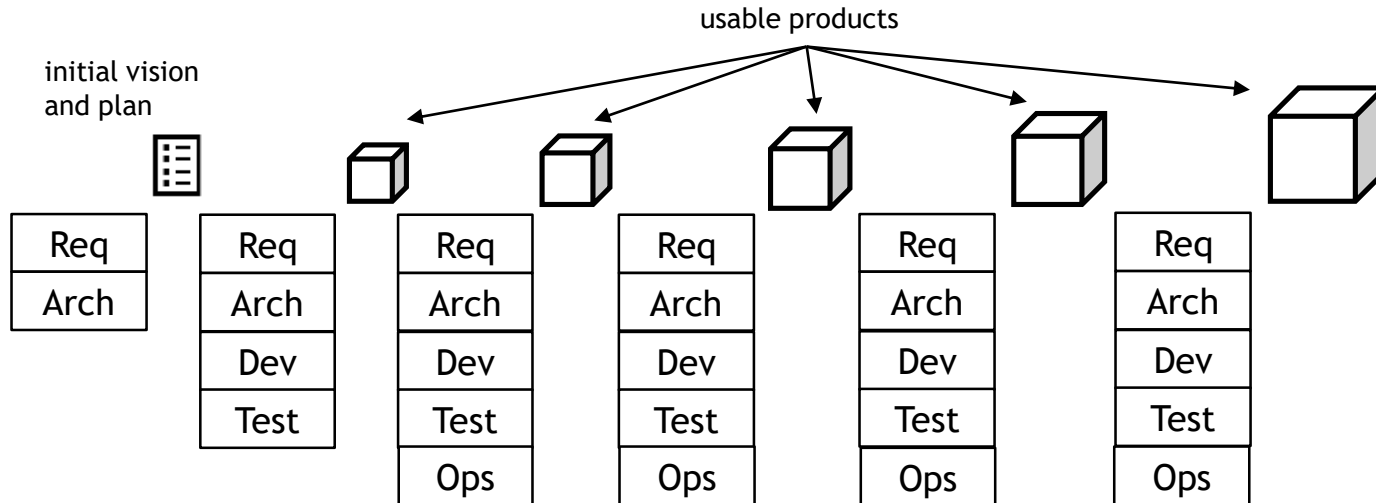 usable products
initial vision
and plan
Req
Arch
Req
Arch
Dev
Test
Req
Arch
Dev
Test
Ops
Req
Arch
Dev
Test
Ops
Req
Arch
Dev
Test
Ops
Req
Arch
Dev
Test
Ops